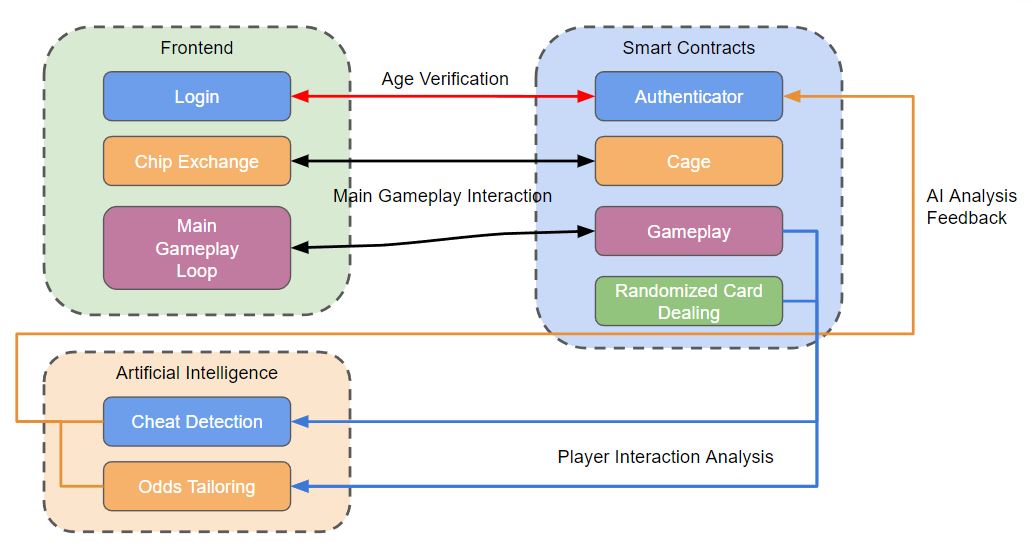 Frontend
Smart Contracts
Login
Age Verification
Authenticator
Chip Exchange
Cage
Main Gameplay Interaction
AI Analysis
Feedback
Main
Gameplay
Loop
Gameplay
Randomized Card
Dealing
Artificial Intelligence
Cheat Detection
Player Interaction Analysis
Odds Tailoring